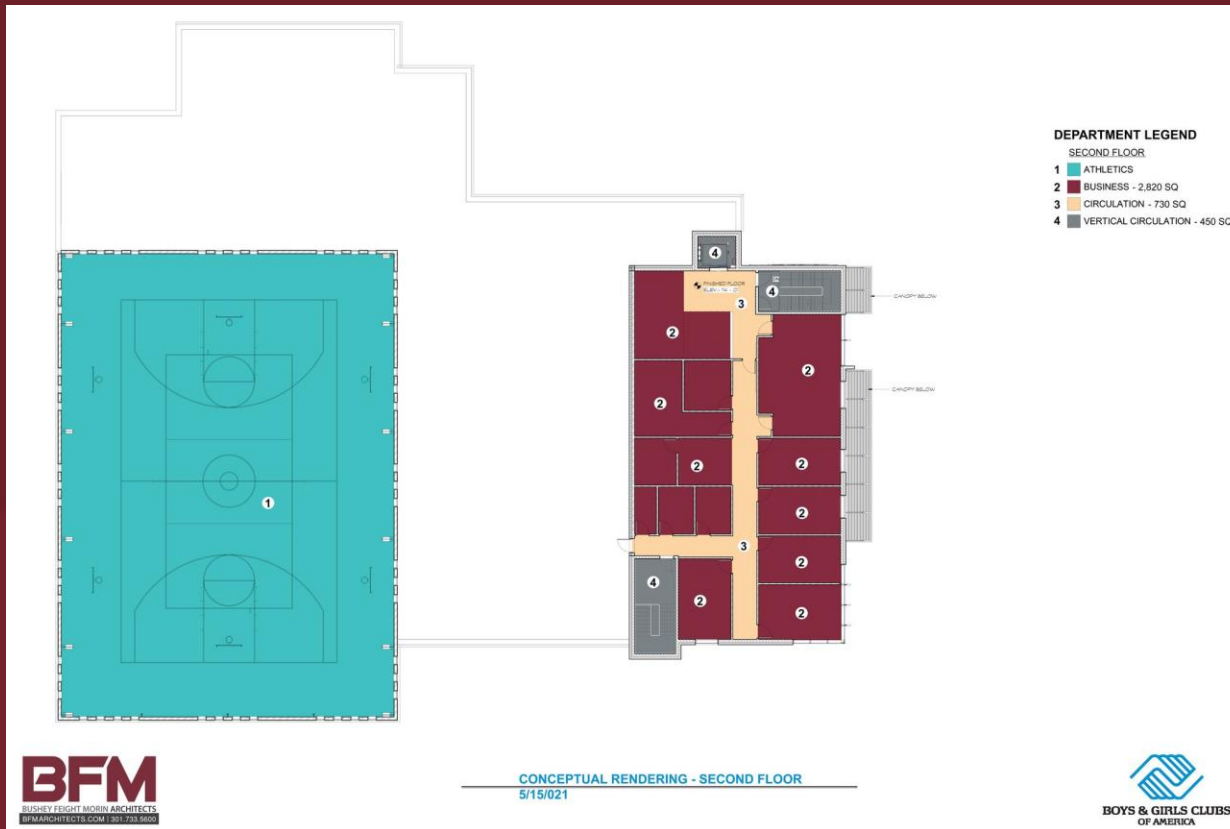 DEPARTMENT LEGEND
SECOND FLOOR
1 ATHLETICS
2 BUSINESS - 2,820 SQ
3 CIRCULATION - 730 SQ
4 VERTICAL CIRCULATION - 450 SQ
4
FINISHED FLOOR
4
3
CANOPY BELOW
2
2
CANOPY BELOW
2
2
2
1
2
3
2
4
2
2
BFM
BUSHEY FEIGHT MORIN ARCHITECTS
BFMARCHITECTS.COM | 301.733.5600
CONCEPTUAL RENDERING - SECOND FLOOR
5/15/021
BOYS & GIRLS CLUBS
OF AMERICA